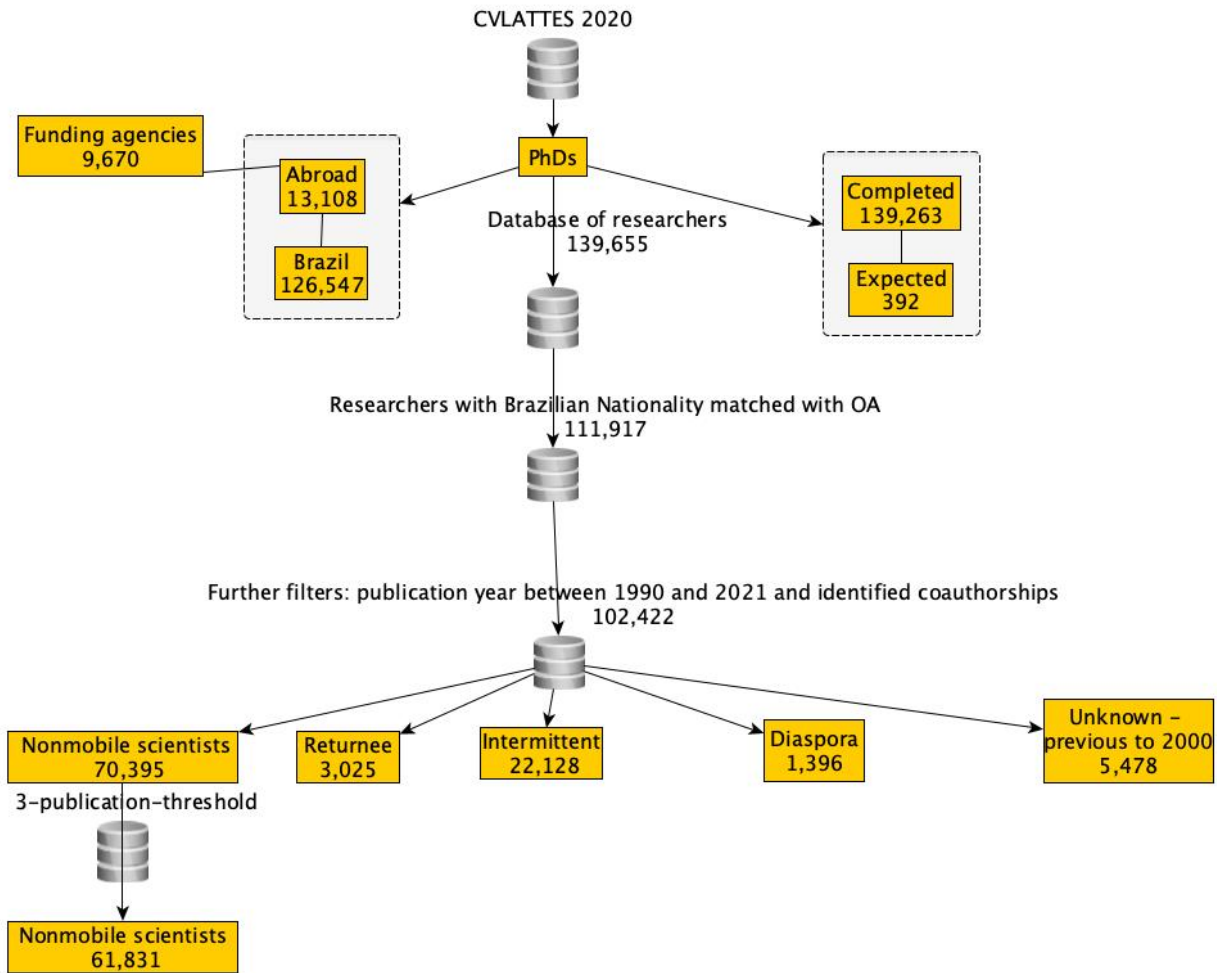 CVLATTES 2020
Funding agencies
9,670
Abroad
13,108
Brazil
126,547
PhDs
Completed
139,263
Expected
392
Database of researchers
139,655
Researchers with Brazilian Nationality matched with OA
111,917
Further filters: publication year between 1990 and 2021 and identified coauthorships
102,422
Nonmobile scientists
70,395
Returnee
3,025
Intermittent
22,128
Diaspora
1,396
Unknown –
previous to 2000
5,478
3-publication-threshold
Nonmobile scientists
61,831